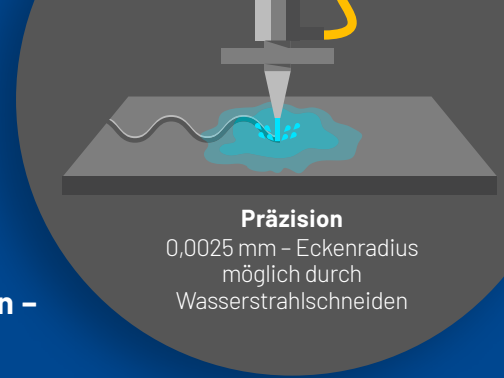 Präzision
0,0025 mm – Eckenradius
möglich durch
Wasserstrahlschneiden
n –